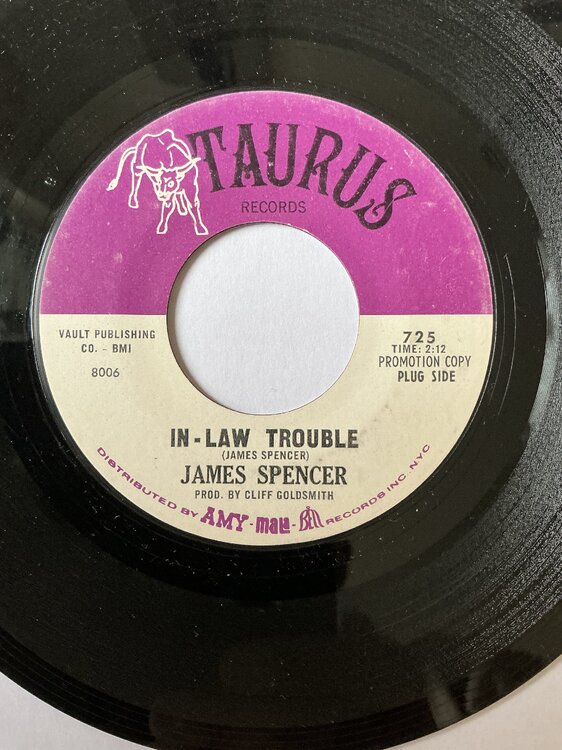 TAURUS
RECORDS
VAULT PUBLISHING
CO. - BMI
8006
725
TIME: 2:12
PROMOTION COPY
PLUG SIDE
IN-LAW TROUBLE
(JAMES SPENCER)
JAMES SPENCER
PROD. BY CLIFF GOLDSMITH
DISTRIBUTED BY AMY-mala-BELL RECORDS INC. NYC